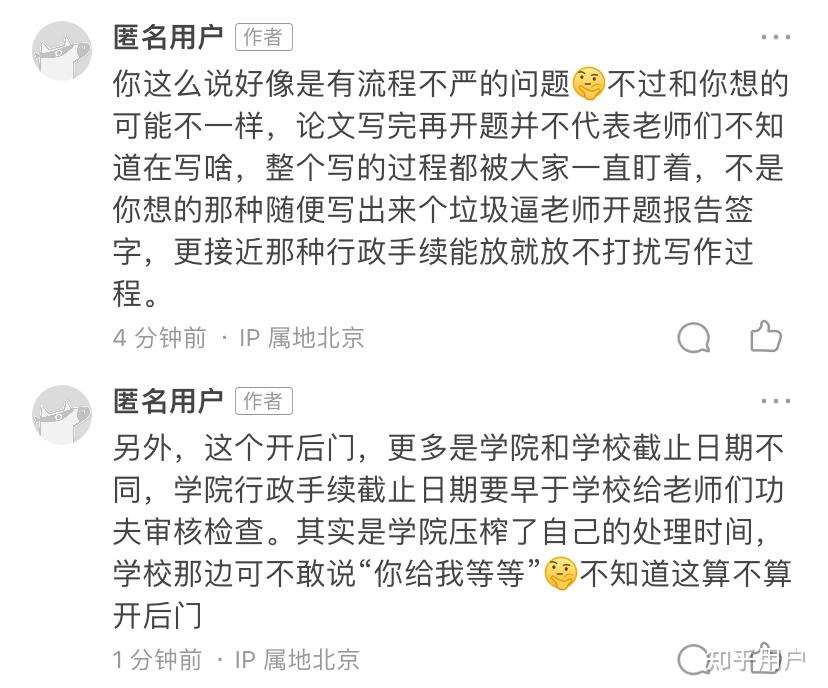 匿名用户 作者
你这么说好像是有流程不严的问题🤔不过和你想的
可能不一样，论文写完再开题并不代表老师们不知
道在写啥，整个写的过程都被大家一直盯着，不是
你想的那种随便写出来个垃圾逼老师开题报告签
字，更接近那种行政手续能放就放不打扰写作过
程。
4 分钟前 · IP 属地北京
匿名用户 作者
另外，这个开后门，更多是学院和学校截止日期不
同，学院行政手续截止日期要早于学校给老师们功
夫审核检查。其实是学院压榨了自己的处理时间，
学校那边可不敢说“你给我等等”🤔不知道这算不算
开后门
1 分钟前 · IP 属地北京
知乎用户